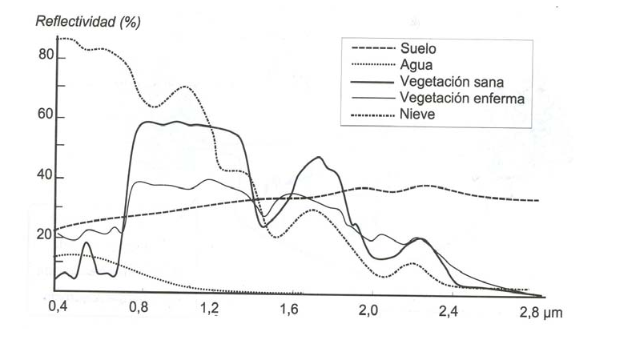 Reflectividad (%)
Suelo
Agua
Vegetación sana
Vegetación enferma
Nieve
80
60
40
20
0,4 0,8 1,2 1,6 2,0 2,4 2,8 µm